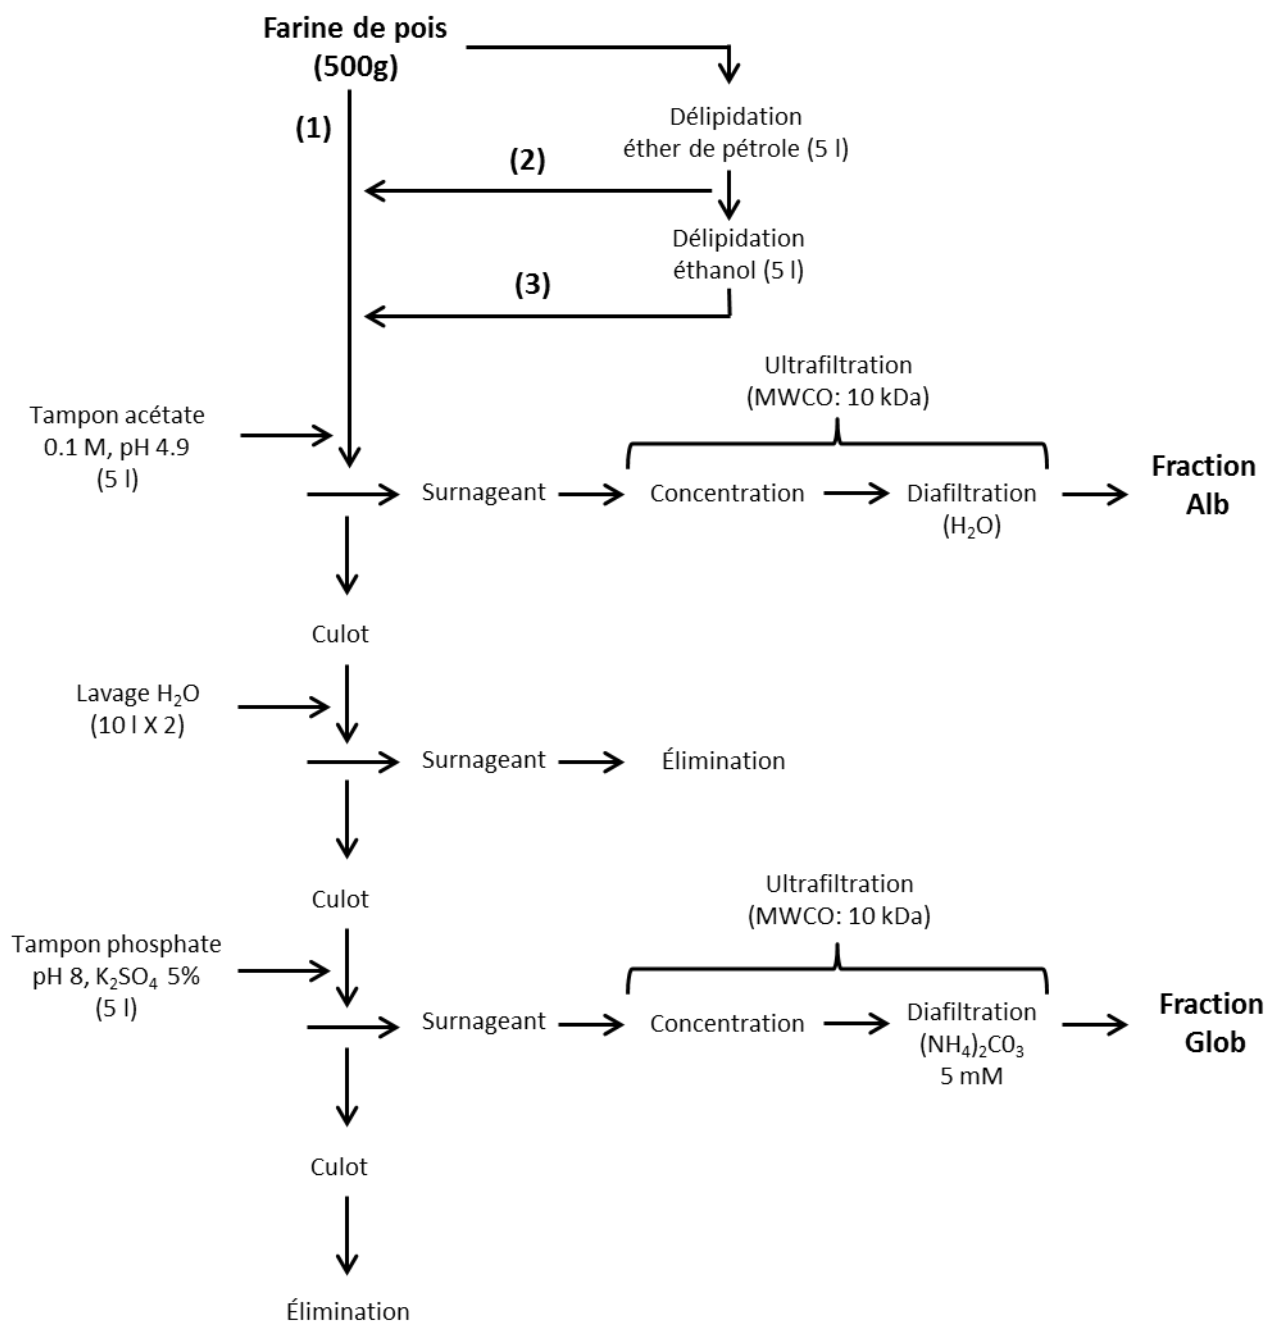 Farine de pois
(500g)
(1)
Délipidation
éther de pétrole (5 l)
(2)
Délipidation
éthanol (5 l)
(3)
Ultrafiltration
(MWCO: 10 kDa)
Tampon acétate
0.1 M, pH 4.9
(5 l)
Surnageant
Concentration
Diafiltration
(H₂O)
Fraction
Alb
Culot
Lavage H₂O
(10 l X 2)
Surnageant
Élimination
Culot
Ultrafiltration
(MWCO: 10 kDa)
Tampon phosphate
pH 8, K₂SO₄ 5%
(5 l)
Surnageant
Concentration
Diafiltration
(NH₄)₂C0₃
5 mM
Fraction
Glob
Culot
Élimination